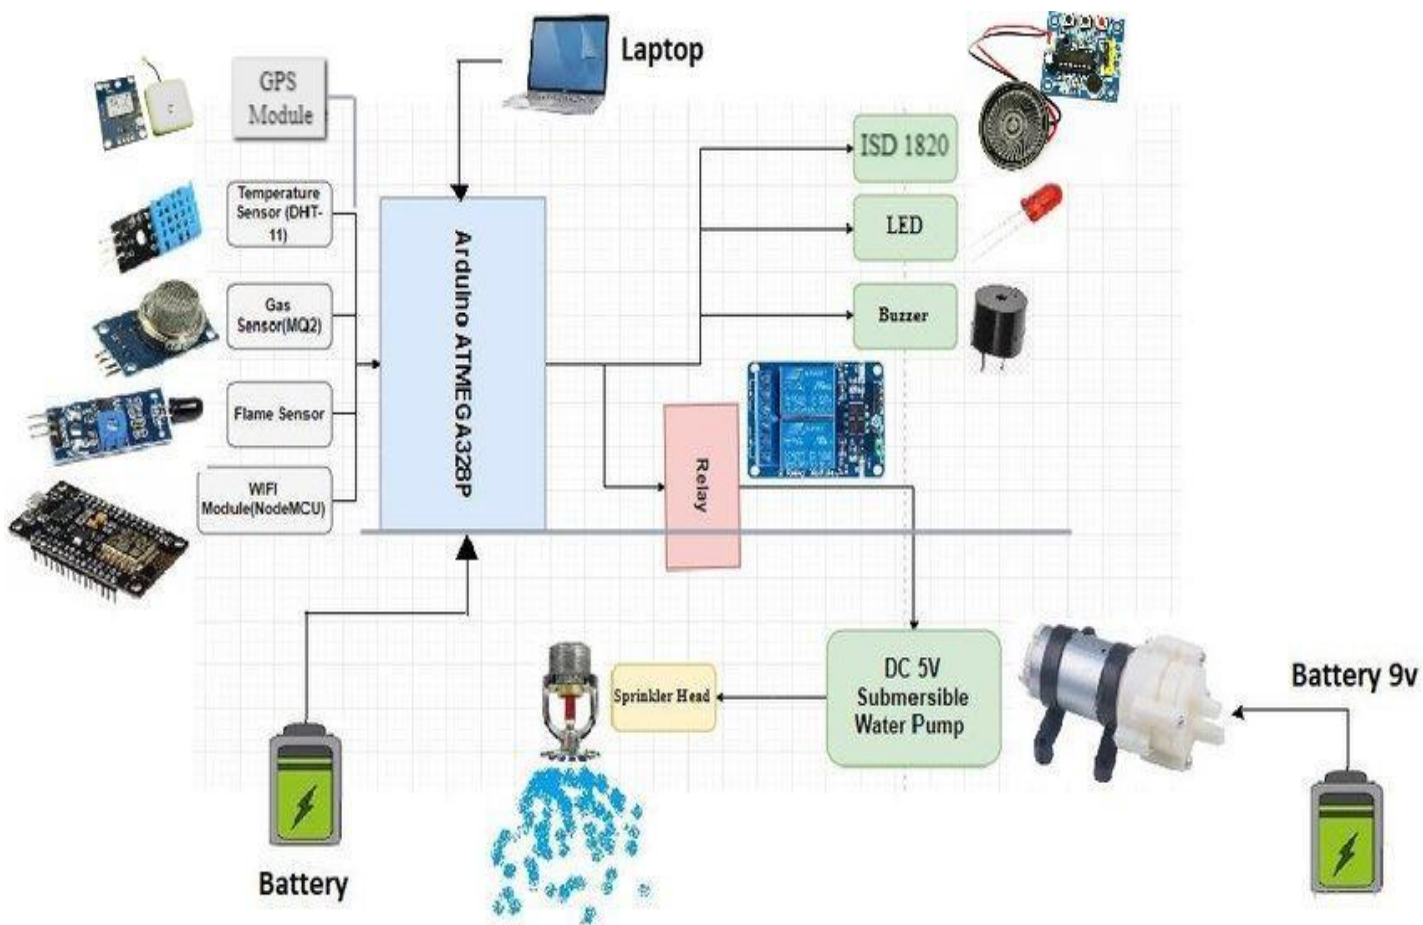 Laptop
GPS
Module
ISD 1820
Temperature
Sensor (DHT-
11)
LED
Gas
Sensor(MQ2)
Buzzer
Arduino ATMEGA328P
Flame Sensor
Relay
WIFI
Module(NodeMCU)
DC 5V
Submersible
Water Pump
Sprinkler Head
Battery 9v
Battery